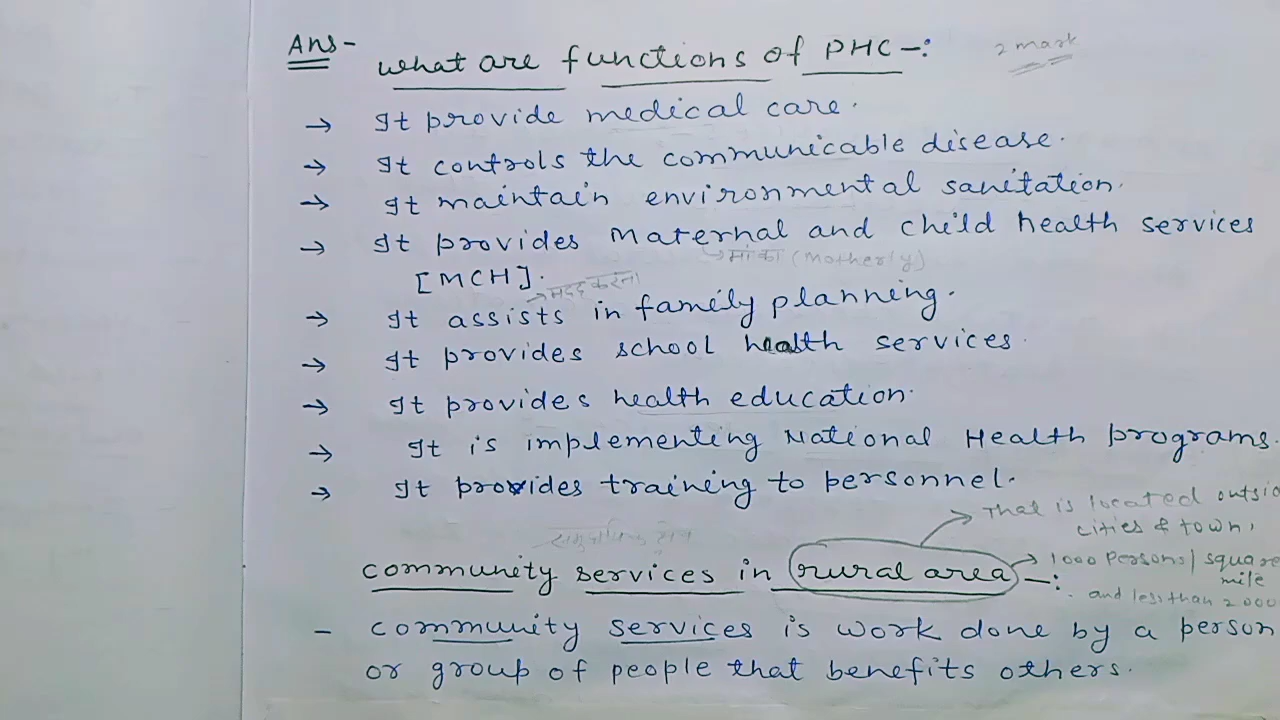 Ans- what are functions of PHC-: 2 mark
→ It provide medical care.
→ It controls the communicable disease.
→ It maintain environmental sanitation.
→ It provides Maternal and child health services
↳ मां का (Motherly)
[MCH].
→ मदद करना
→ It assists in family planning.
→ It provides school health services.
→ It provides health education.
→ It is implementing National Health programs.
→ It provides training to personnel.
→ That is located outsid
cities & town,
community services in rural area -:
→ 1000 Persons/square
mile
and less than 2000
- community services is work done by a person
or group of people that benefits others.